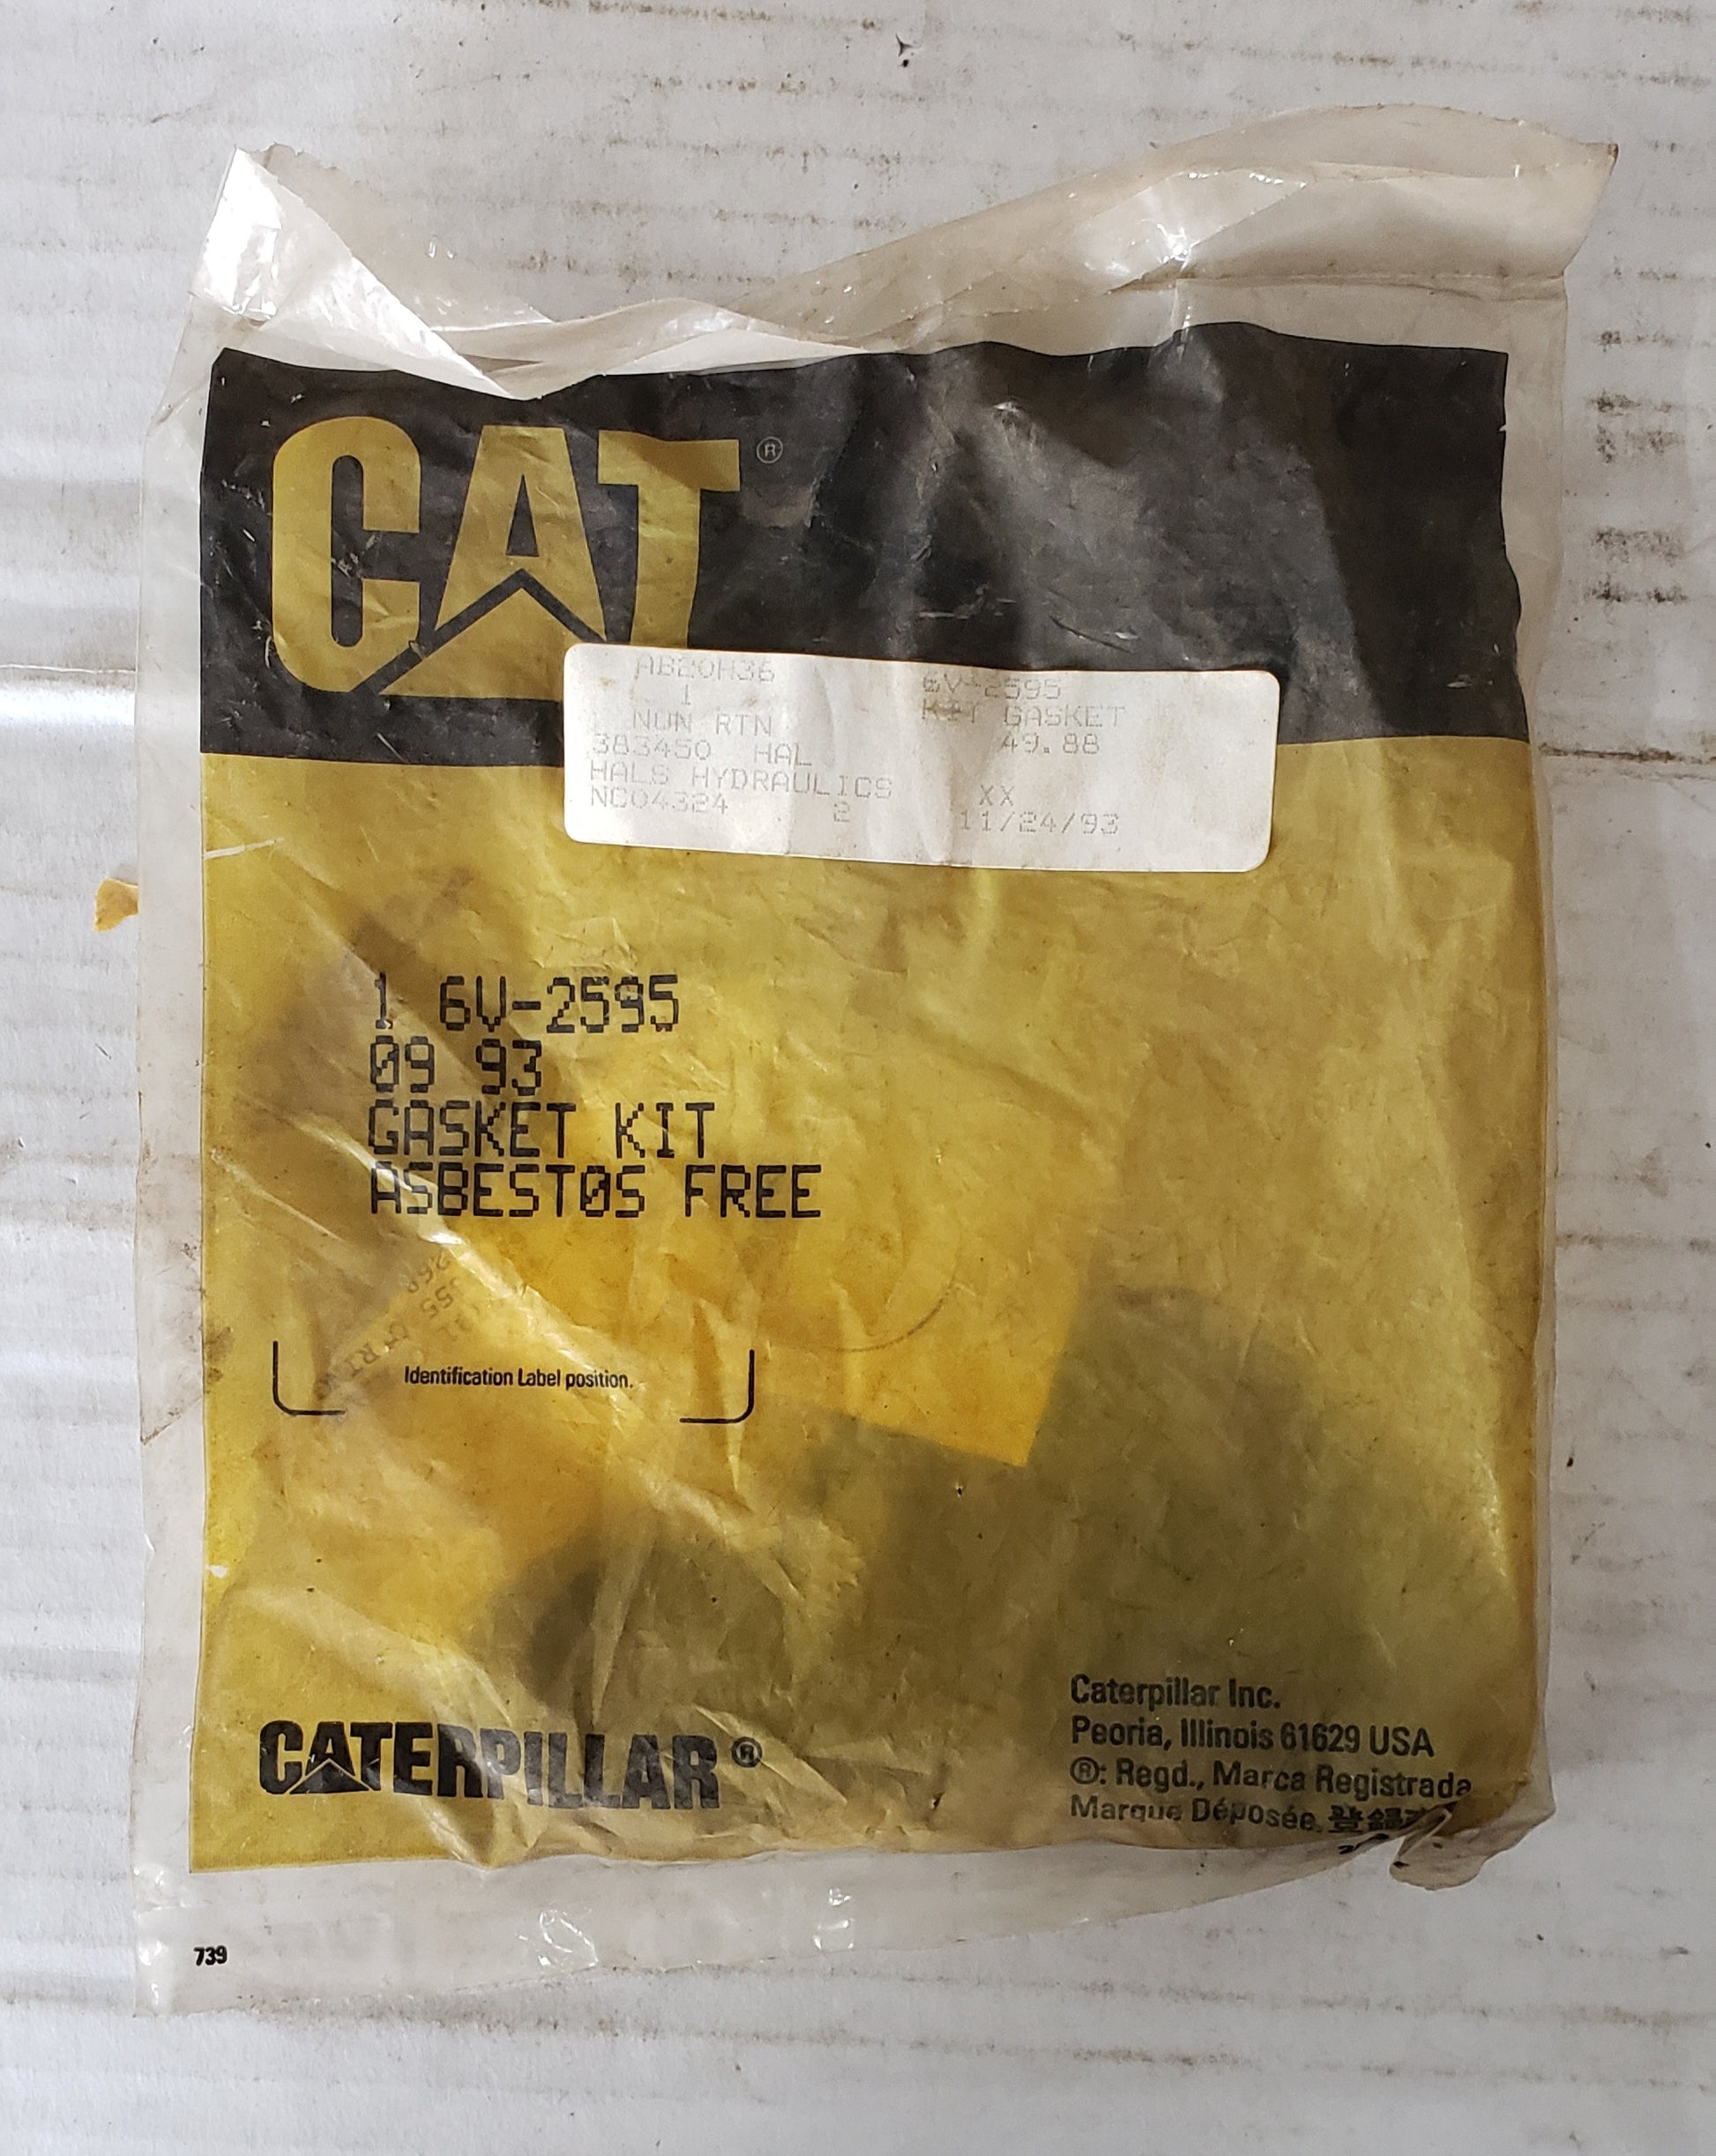 CAT®
AB20H36 6V-2595
1 KIT GASKET
NON RTN 49.88
383450 HAL
HALS HYDRAULICS XX
NC04324 2 11/24/93
1 6V-2595
09 93
GASKET KIT
ASBESTOS FREE
Identification Label position.
CATERPILLAR®
Caterpillar Inc.
Peoria, Illinois 61629 USA
®: Regd., Marca Registrada
Marque Déposée, 登録
739